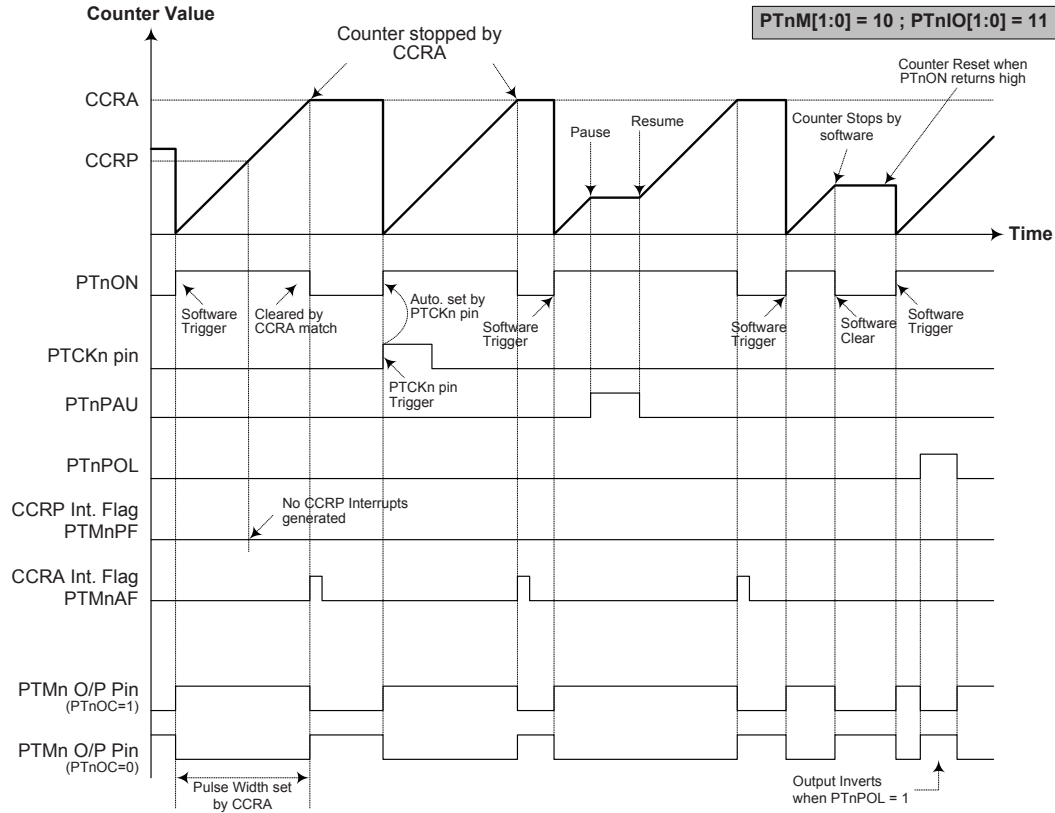 Counter Value
PTnM[1:0] = 10 ; PTnIO[1:0] = 11
Counter stopped by
CCRA
Counter Reset when
PTnON returns high
CCRA
Pause
Resume
Counter Stops by
software
CCRP
Time
PTnON
Software
Trigger
Cleared by
CCRA match
Auto. set by
PTCKn pin
Software
Trigger
Software
Trigger
Software
Clear
Software
Trigger
PTCKn pin
PTCKn pin
Trigger
PTnPAU
PTnPOL
CCRP Int. Flag
PTMnPF
No CCRP Interrupts
generated
CCRA Int. Flag
PTMnAF
PTMn O/P Pin
(PTnOC=1)
PTMn O/P Pin
(PTnOC=0)
Pulse Width set
by CCRA
Output Inverts
when PTnPOL = 1